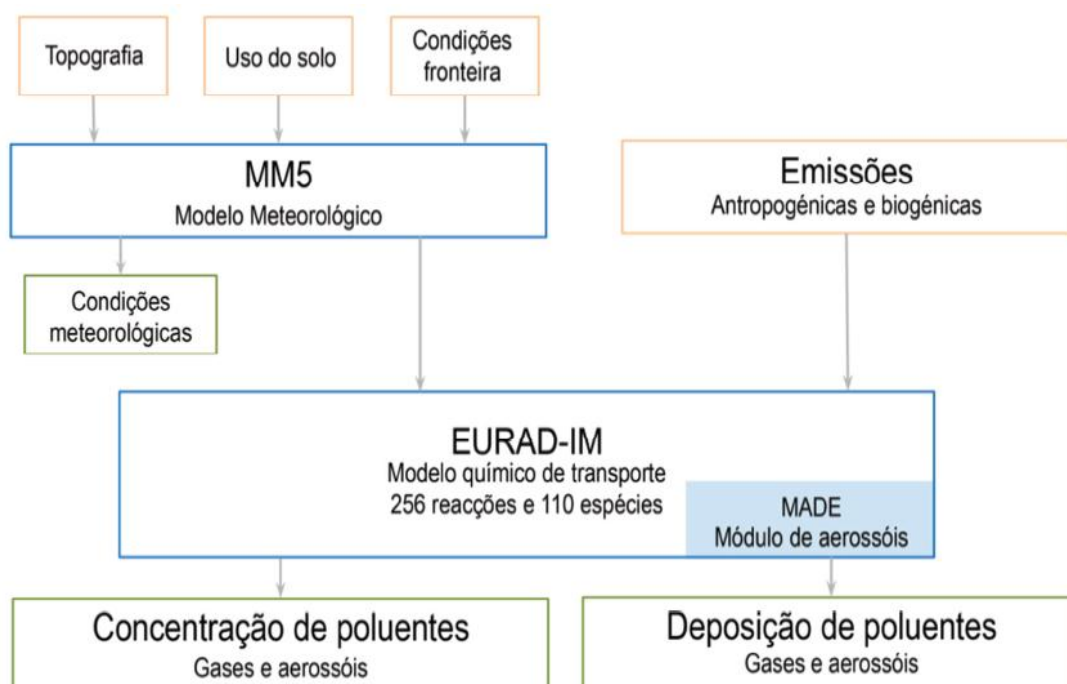 Topografia
Uso do solo
Condições
fronteira
MM5
Modelo Meteorológico
Emissões
Antropogénicas e biogénicas
Condições
meteorológicas
EURAD-IM
Modelo químico de transporte
256 reacções e 110 espécies
MADE
Módulo de aerossóis
Concentração de poluentes
Gases e aerossóis
Deposição de poluentes
Gases e aerossóis